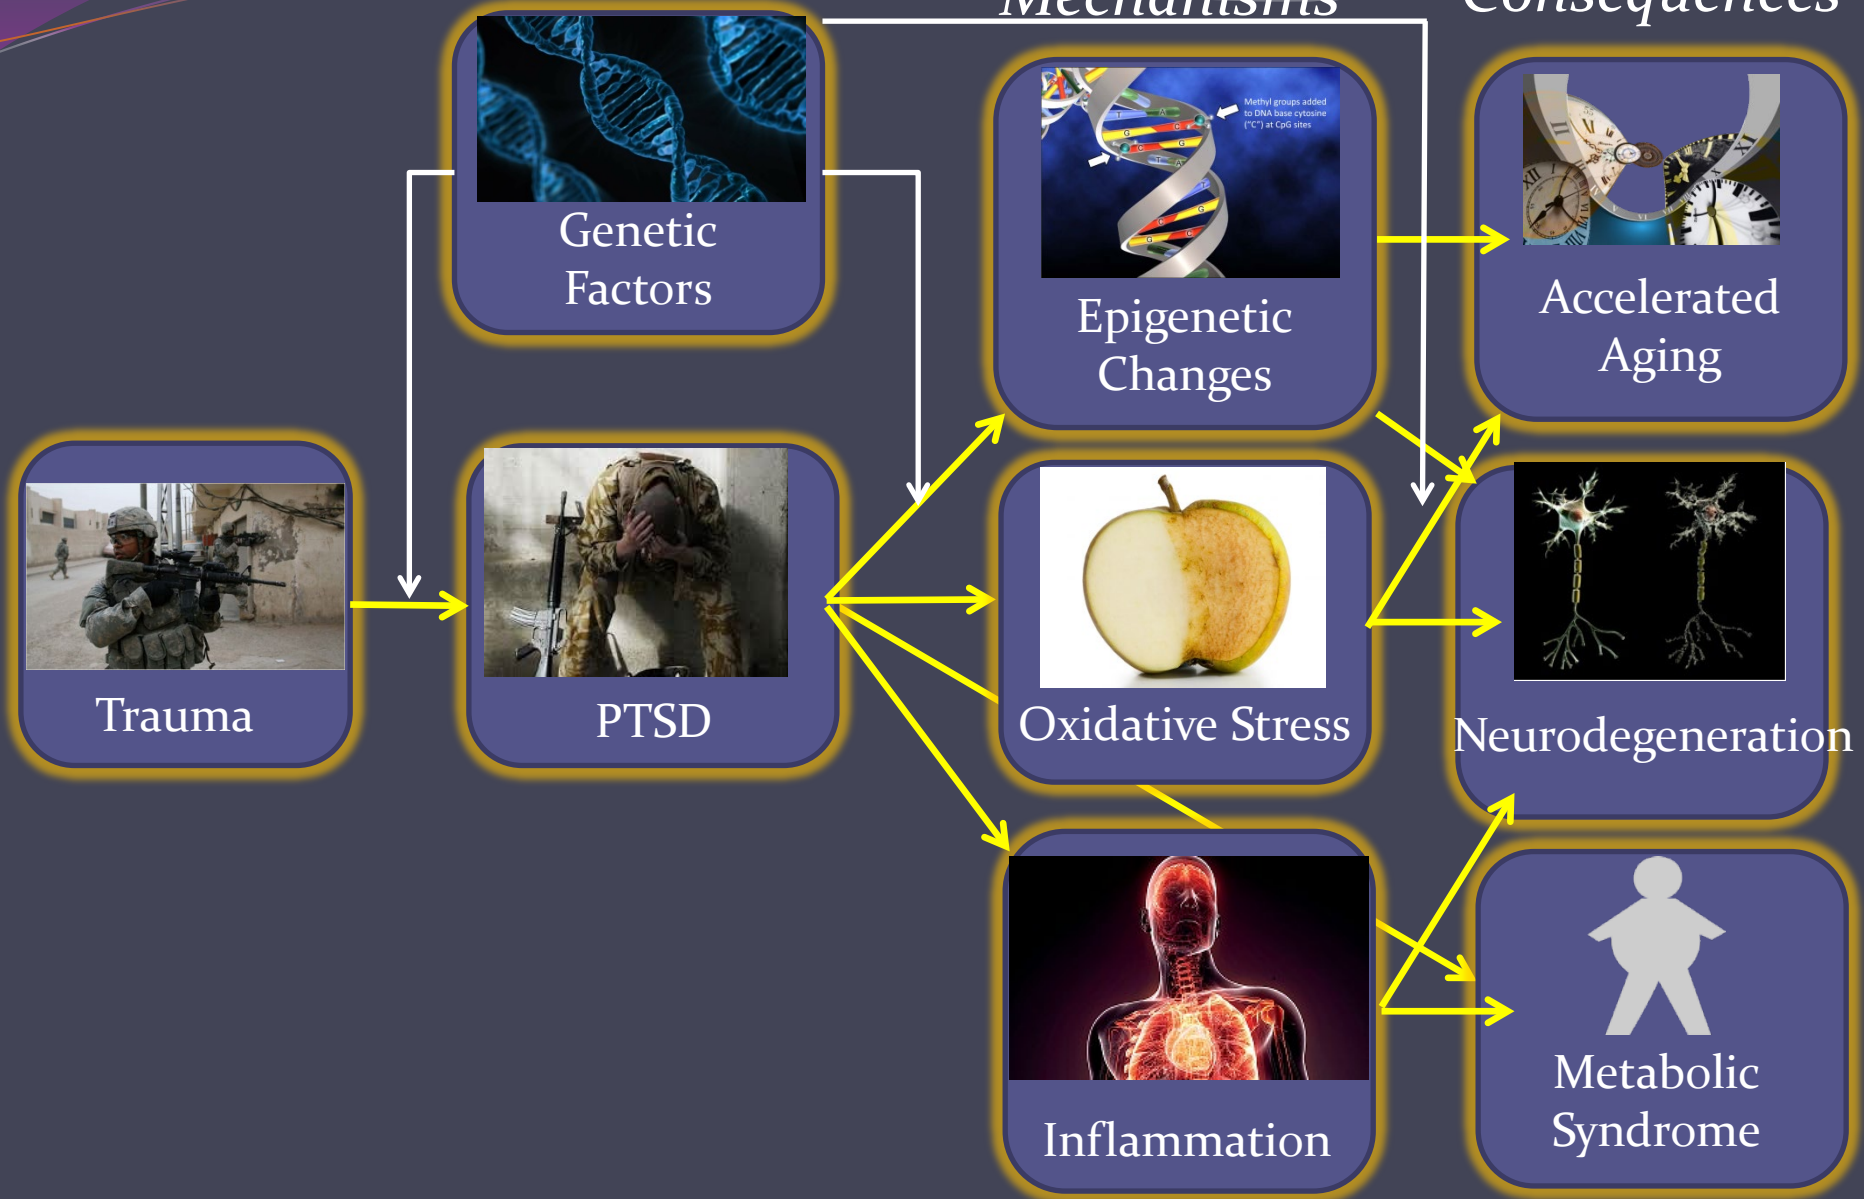 Mechanisms
Consequences
Genetic
Factors
Methyl groups added
to DNA base cytosine
("C") at CpG sites
T
A
G
C
C
G
T
A
T
G
C
G
C
Epigenetic
Changes
Accelerated
Aging
Trauma
PTSD
Oxidative Stress
Neurodegeneration
Inflammation
Metabolic
Syndrome